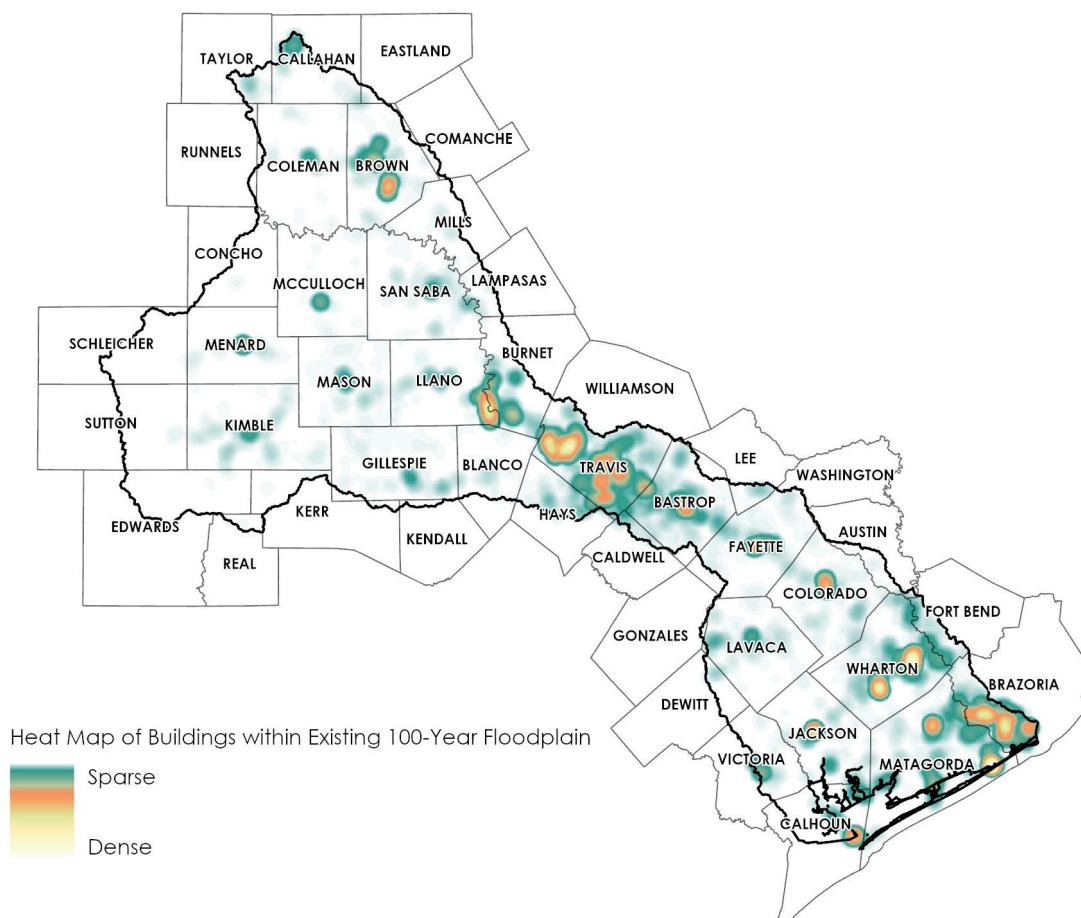 EASTLAND
TAYLOR
CALLAHAN
COMANCHE
RUNNELS
COLEMAN
BROWN
MILLS
CONCHO
LAMPASAS
MCCULLOCH
SAN SABA
SCHLEICHER
MENARD
BURNET
MASON
LLANO
WILLIAMSON
SUTTON
KIMBLE
GILLESPIE
BLANCO
TRAVIS
LEE
WASHINGTON
BASTROP
EDWARDS
KERR
HAYS
AUSTIN
KENDALL
FAYETTE
REAL
CALDWELL
COLORADO
FORT BEND
GONZALES
LAVACA
WHARTON
BRAZORIA
DEWITT
JACKSON
VICTORIA
MATAGORDA
CALHOUN
Heat Map of Buildings within Existing 100-Year Floodplain
Sparse
Dense